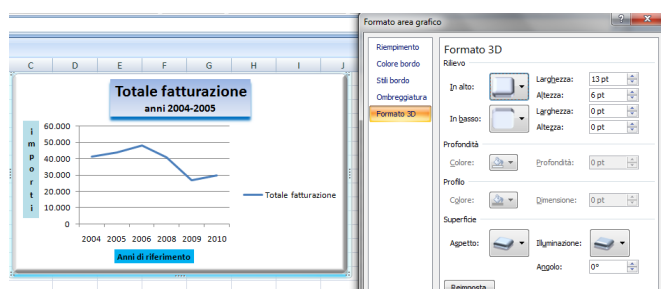 C D E F G H I J
Totale fatturazione
anni 2004-2005
importi
60.000
50.000
40.000
30.000
20.000
10.000
0
2004 2005 2006 2008 2009 2010
Totale fatturazione
Anni di riferimento
Formato area grafico
?
x
Riempimento
Colore bordo
Stili bordo
Ombreggiatura
Formato 3D
Formato 3D
Rilievo
In alto:
Larghezza: 13 pt
Altezza: 6 pt
In basso:
Larghezza: 0 pt
Altezza: 0 pt
Profondità
Colore:
Profondità: 0 pt
Profilo
Colore:
Dimensione: 0 pt
Superficie
Aspetto:
Illuminazione:
Angolo: 0°
Reimposta